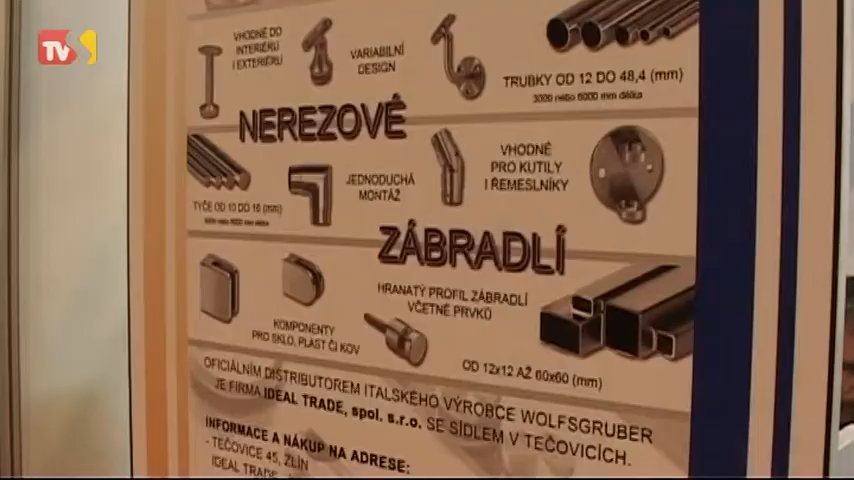 TV S
VHODNÉ DO
INTERIÉRU
I EXTERIÉRU
VARIABILNÍ
DESIGN
TRUBKY OD 12 DO 48,4 (mm)
3000 nebo 6000 mm délka
NEREZOVÉ
TYČE OD 10 DO 16 (mm)
JEDNODUCHÁ
MONTÁŽ
VHODNÉ
PRO KUTILY
I ŘEMESLNÍKY
ZÁBRADLÍ
KOMPONENTY
PRO SKLO, PLAST ČI KOV
HRANATÝ PROFIL ZÁBRADLÍ
VČETNĚ PRVKŮ
OD 12x12 AŽ 60x60 (mm)
OFICIÁLNÍM DISTRIBUTOREM ITALSKÉHO VÝROBCE WOLFSGRUBER
JE FIRMA IDEAL TRADE, spol. s.r.o. SE SÍDLEM V TEČOVICÍCH.
INFORMACE A NÁKUP NA ADRESE:
- TEČOVICE 45, ZLÍN
IDEAL TRADE